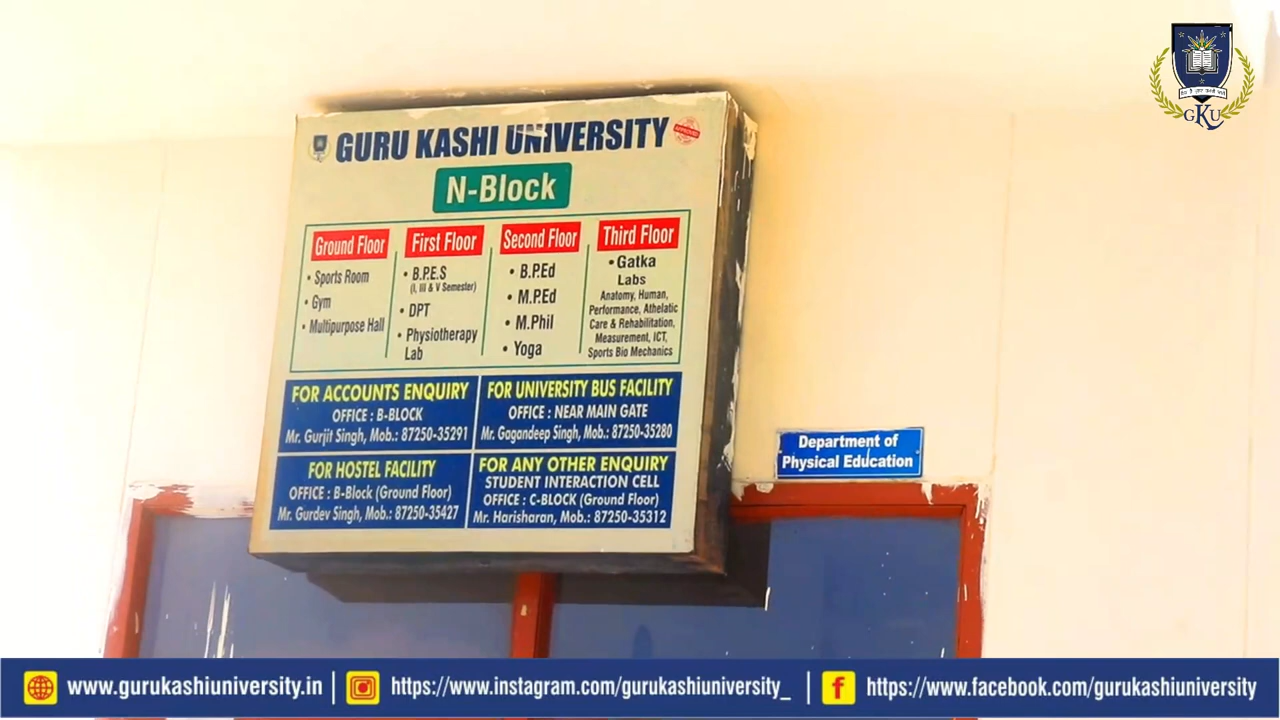 GURU KASHI UNIVERSITY
APPROVED
N-Block
Ground Floor
• Sports Room
• Gym
• Multipurpose Hall
First Floor
• B.P.E.S
(I, III & V Semester)
• DPT
• Physiotherapy
Lab
Second Floor
• B.P.Ed
• M.P.Ed
• M.Phil
• Yoga
Third Floor
• Gatka
Labs
Anatomy, Human,
Performance, Athelatic
Care & Rehabilitation,
Measurement, ICT,
Sports Bio Mechanics
FOR ACCOUNTS ENQUIRY
OFFICE : B-BLOCK
Mr. Gurjit Singh, Mob.: 87250-35291
FOR UNIVERSITY BUS FACILITY
OFFICE : NEAR MAIN GATE
Mr. Gagandeep Singh, Mob.: 87250-35280
FOR HOSTEL FACILITY
OFFICE : B-Block (Ground Floor)
Mr. Gurdev Singh, Mob.: 87250-35427
FOR ANY OTHER ENQUIRY
STUDENT INTERACTION CELL
OFFICE : C-BLOCK (Ground Floor)
Mr. Harisharan, Mob.: 87250-35312
Department of
Physical Education
GKU
www.gurukashiuniversity.in
https://www.instagram.com/gurukashiuniversity_
https://www.facebook.com/gurukashiuniversity